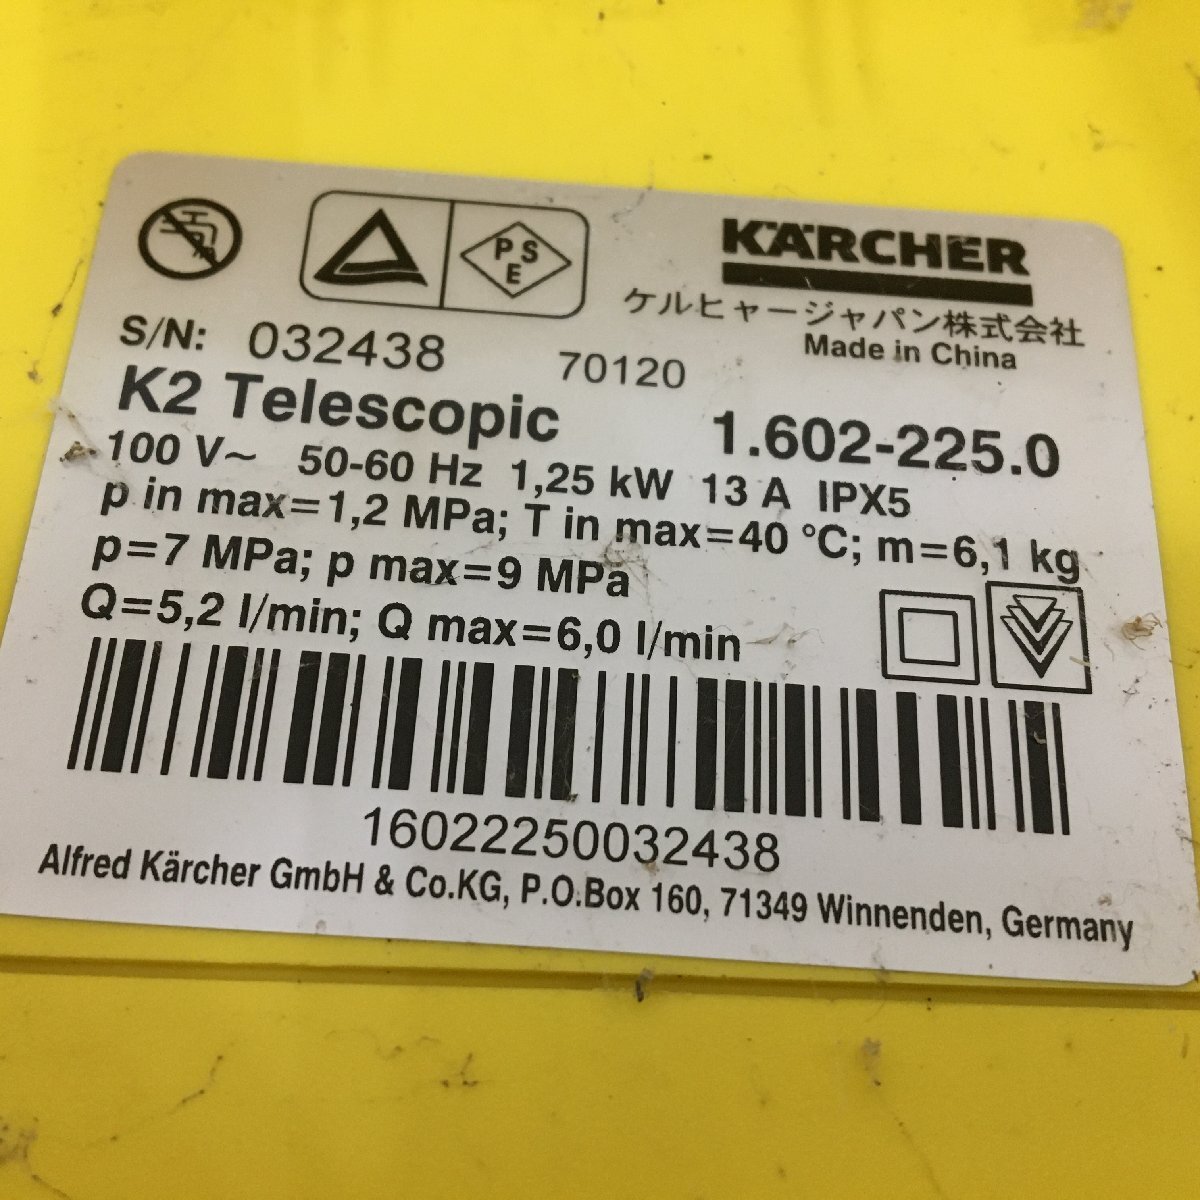 PSE
KÄRCHER
ケルヒャージャパン株式会社
Made in China
S/N: 032438 70120
K2 Telescopic 1.602-225.0
100 V~ 50-60 Hz 1,25 kW 13 A IPX5
p in max=1,2 MPa; T in max=40 °C; m=6,1 kg
p=7 MPa; p max=9 MPa
Q=5,2 l/min; Q max=6,0 l/min
16022250032438
Alfred Kärcher GmbH & Co.KG, P.O.Box 160, 71349 Winnenden, Germany